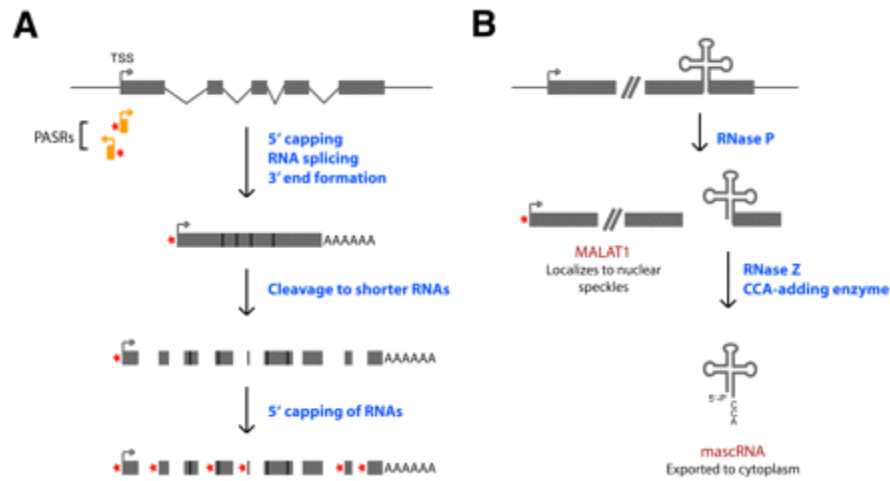 A
TSS
PASRs
5' capping
RNA splicing
3' end formation
AAAAAA
Cleavage to shorter RNAs
AAAAAA
5' capping of RNAs
AAAAAA
B
RNase P
MALAT1
Localizes to nuclear
speckles
RNase Z
CCA-adding enzyme
5'-P
C
C
A
mascRNA
Exported to cytoplasm